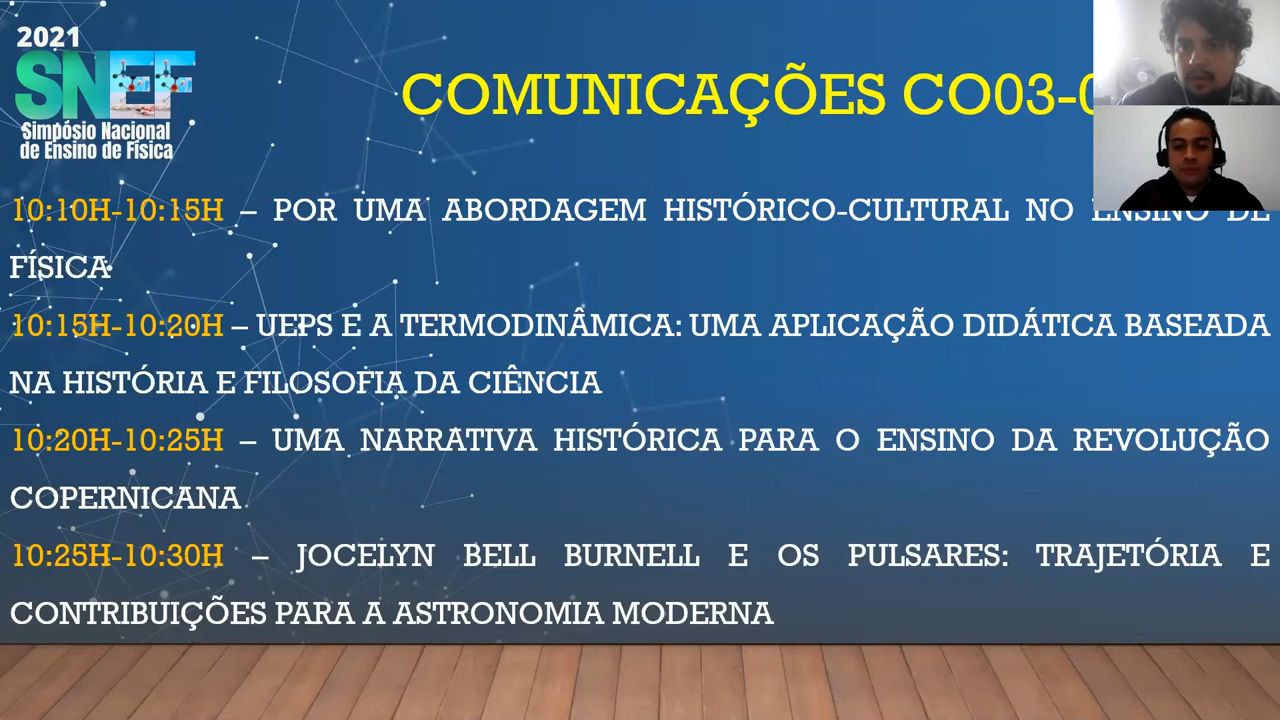 2021
SNEF
Simpósio Nacional
de Ensino de Física
COMUNICAÇÕES CO03-0
10:10H-10:15H – POR UMA ABORDAGEM HISTÓRICO-CULTURAL NO ENSINO DE
FÍSICA
10:15H-10:20H – UEPS E A TERMODINÂMICA: UMA APLICAÇÃO DIDÁTICA BASEADA
NA HISTÓRIA E FILOSOFIA DA CIÊNCIA
10:20H-10:25H – UMA NARRATIVA HISTÓRICA PARA O ENSINO DA REVOLUÇÃO
COPERNICANA
10:25H-10:30H – JOCELYN BELL BURNELL E OS PULSARES: TRAJETÓRIA E
CONTRIBUIÇÕES PARA A ASTRONOMIA MODERNA